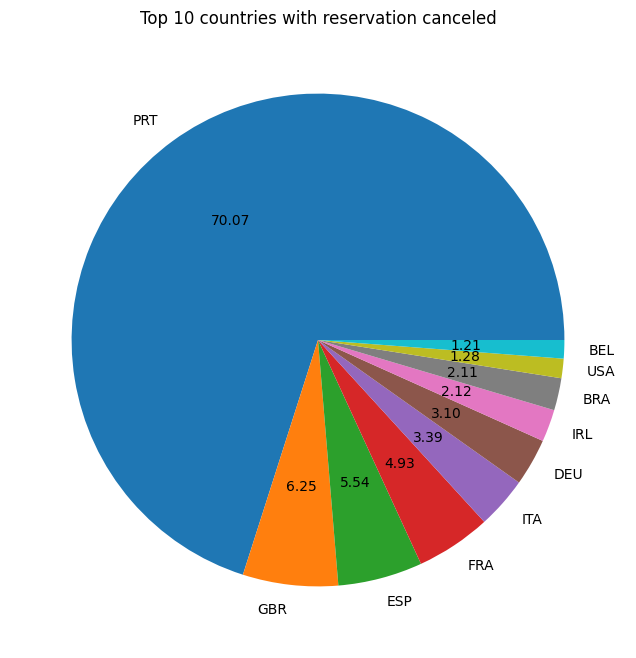 Top 10 countries with reservation canceled
PRT
70.07
1.21
BEL
1.28
USA
2.11
BRA
2.12
IRL
3.10
DEU
3.39
ITA
4.93
FRA
5.54
ESP
6.25
GBR